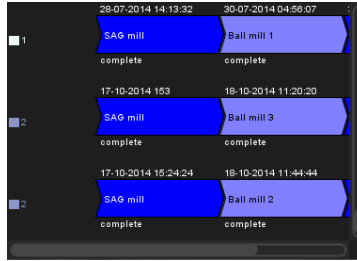 28-07-2014 14:13:32 30-07-2014 04:56:07
1 SAG mill Ball mill 1
complete complete
17-10-2014 153 18-10-2014 11:20:20
2 SAG mill Ball mill 3
complete complete
17-10-2014 15:24:24 18-10-2014 11:44:44
2 SAG mill Ball mill 2
complete complete